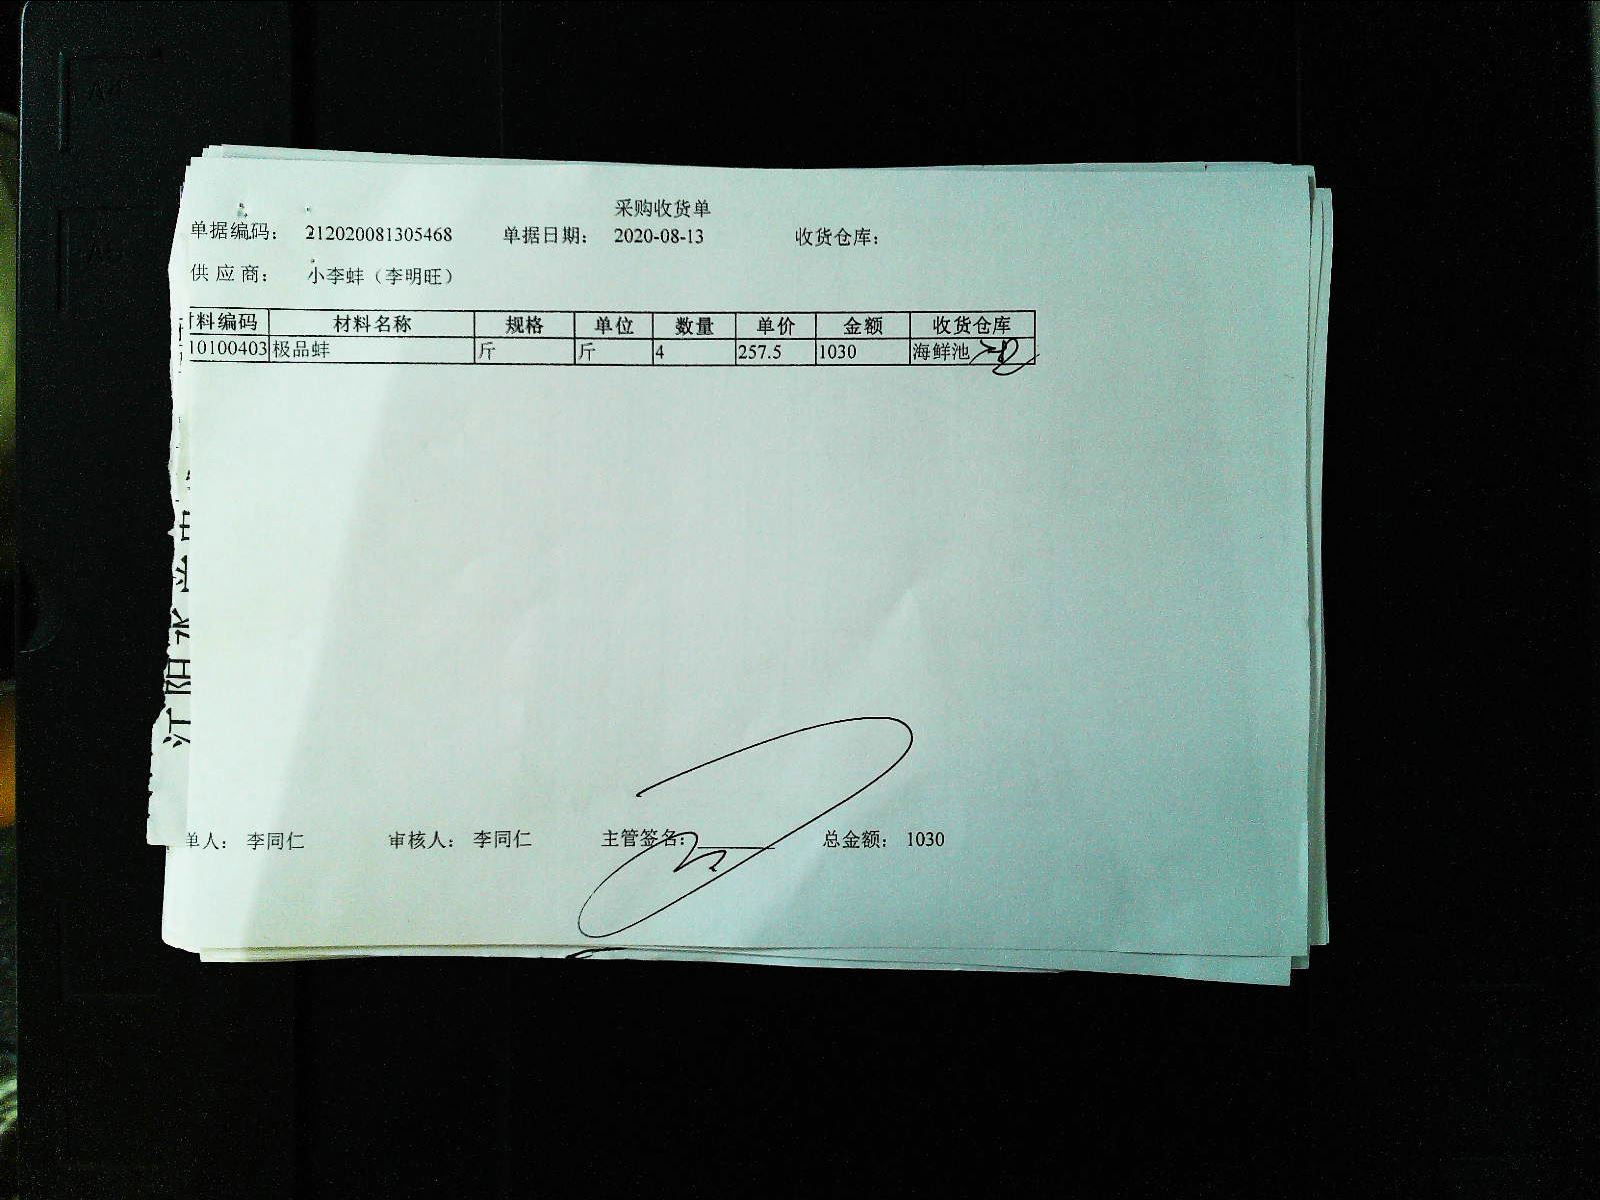 采购收货单
单据编码： 212020081305468 单据日期： 2020-08-13 收货仓库：
供 应 商： 小李蚌（李明旺）
材料编码 材料名称 规格 单位 数量 单价 金额 收货仓库
10100403 极品蚌 斤 斤 4 257.5 1030 海鲜池
单人： 李同仁 审核人： 李同仁 主管签名： 总金额： 1030
江阳水